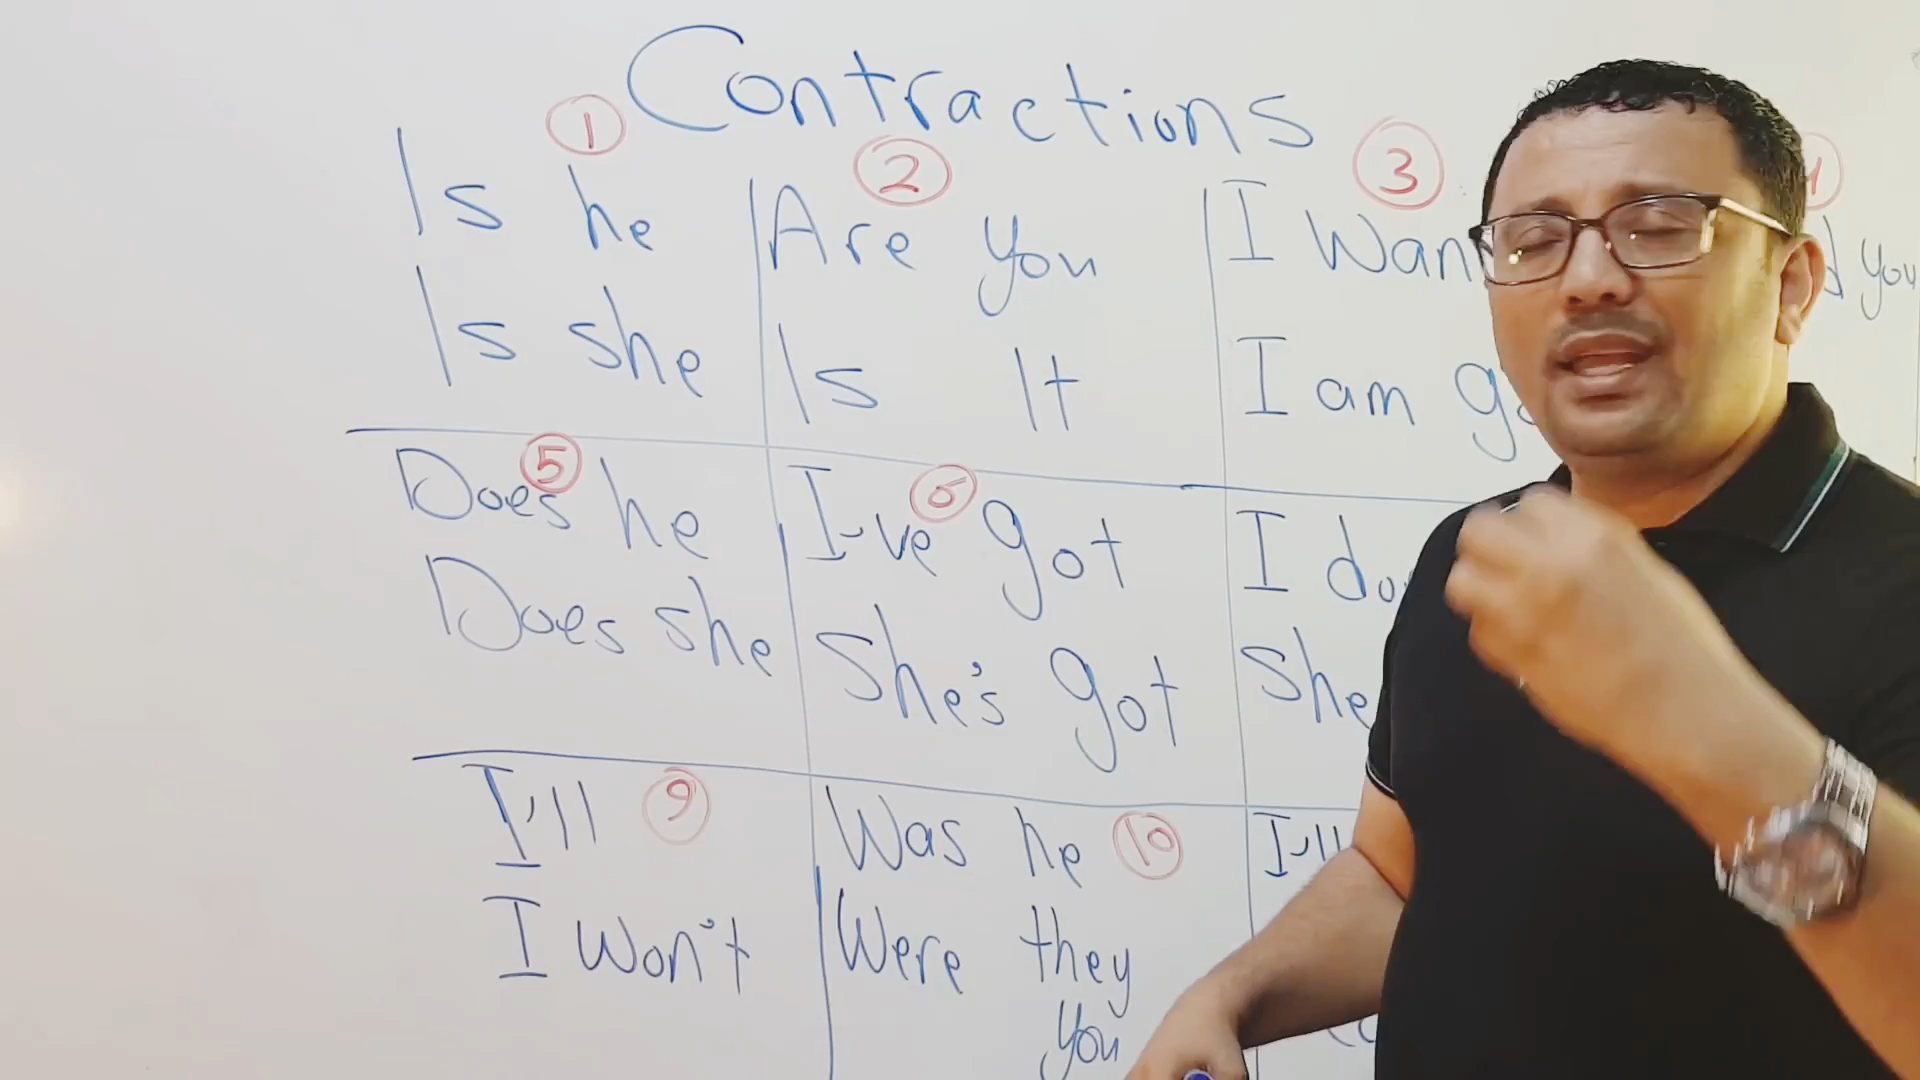 Contractions
1
Is he
Is she
2
Are you
Is It
3
I Wan
I am
you
5
Does he
Does she
6
I've got
She's got
I
She
9
I'll
I won't
10
Was he
Were they
you
I'll